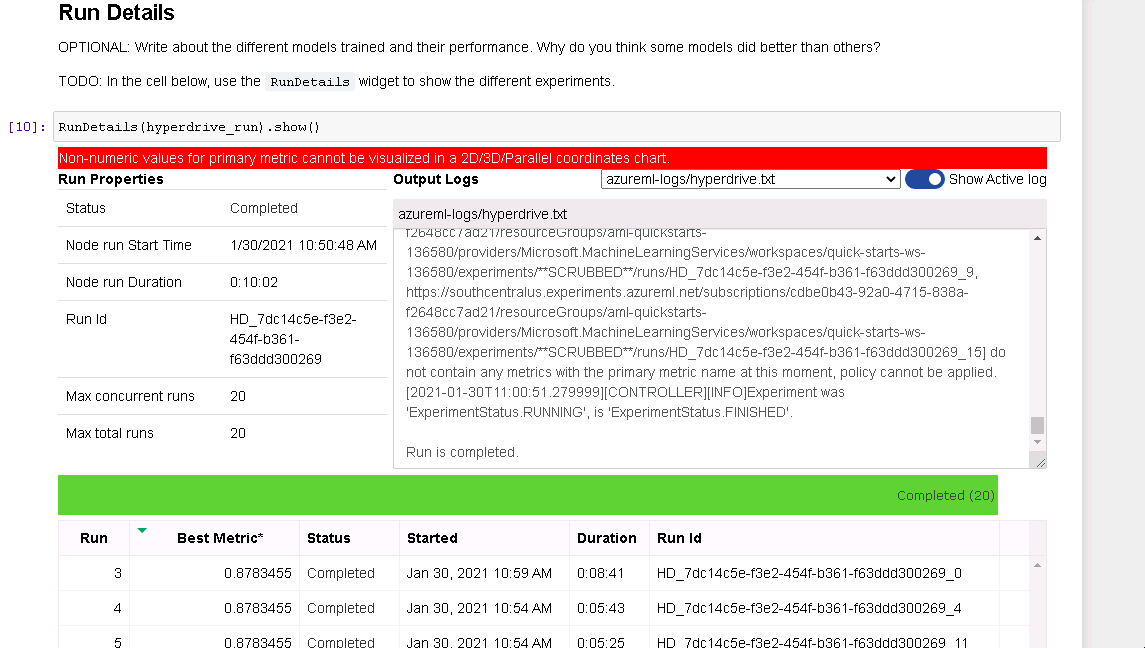 Run Details
OPTIONAL: Write about the different models trained and their performance. Why do you think some models did better than others?
TODO: In the cell below, use the RunDetails widget to show the different experiments.
[10]: RunDetails(hyperdrive_run).show()
Non-numeric values for primary metric cannot be visualized in a 2D/3D/Parallel coordinates chart.
Run Properties
Status Completed
Node run Start Time 1/30/2021 10:50:48 AM
Node run Duration 0:10:02
Run Id HD_7dc14c5e-f3e2-
454f-b361-
f63ddd300269
Max concurrent runs 20
Max total runs 20
Output Logs azureml-logs/hyperdrive.txt Show Active log
azureml-logs/hyperdrive.txt
f2648cc7ad21/resourceGroups/aml-quickstarts-
136580/providers/Microsoft.MachineLearningServices/workspaces/quick-starts-ws-
136580/experiments/**SCRUBBED**/runs/HD_7dc14c5e-f3e2-454f-b361-f63ddd300269_9,
https://southcentralus.experiments.azureml.net/subscriptions/cdbe0b43-92a0-4715-838a-
f2648cc7ad21/resourceGroups/aml-quickstarts-
136580/providers/Microsoft.MachineLearningServices/workspaces/quick-starts-ws-
136580/experiments/**SCRUBBED**/runs/HD_7dc14c5e-f3e2-454f-b361-f63ddd300269_15] do
not contain any metrics with the primary metric name at this moment, policy cannot be applied.
[2021-01-30T11:00:51.279999][CONTROLLER][INFO]Experiment was
'ExperimentStatus.RUNNING', is 'ExperimentStatus.FINISHED'.
Run is completed.
Completed (20)
Run Best Metric* Status Started Duration Run Id
3 0.8783455 Completed Jan 30, 2021 10:59 AM 0:08:41 HD_7dc14c5e-f3e2-454f-b361-f63ddd300269_0
4 0.8783455 Completed Jan 30, 2021 10:54 AM 0:05:43 HD_7dc14c5e-f3e2-454f-b361-f63ddd300269_4
5 0.8783455 Completed Jan 30, 2021 10:54 AM 0:05:25 HD_7dc14c5e-f3e2-454f-b361-f63ddd300269_11